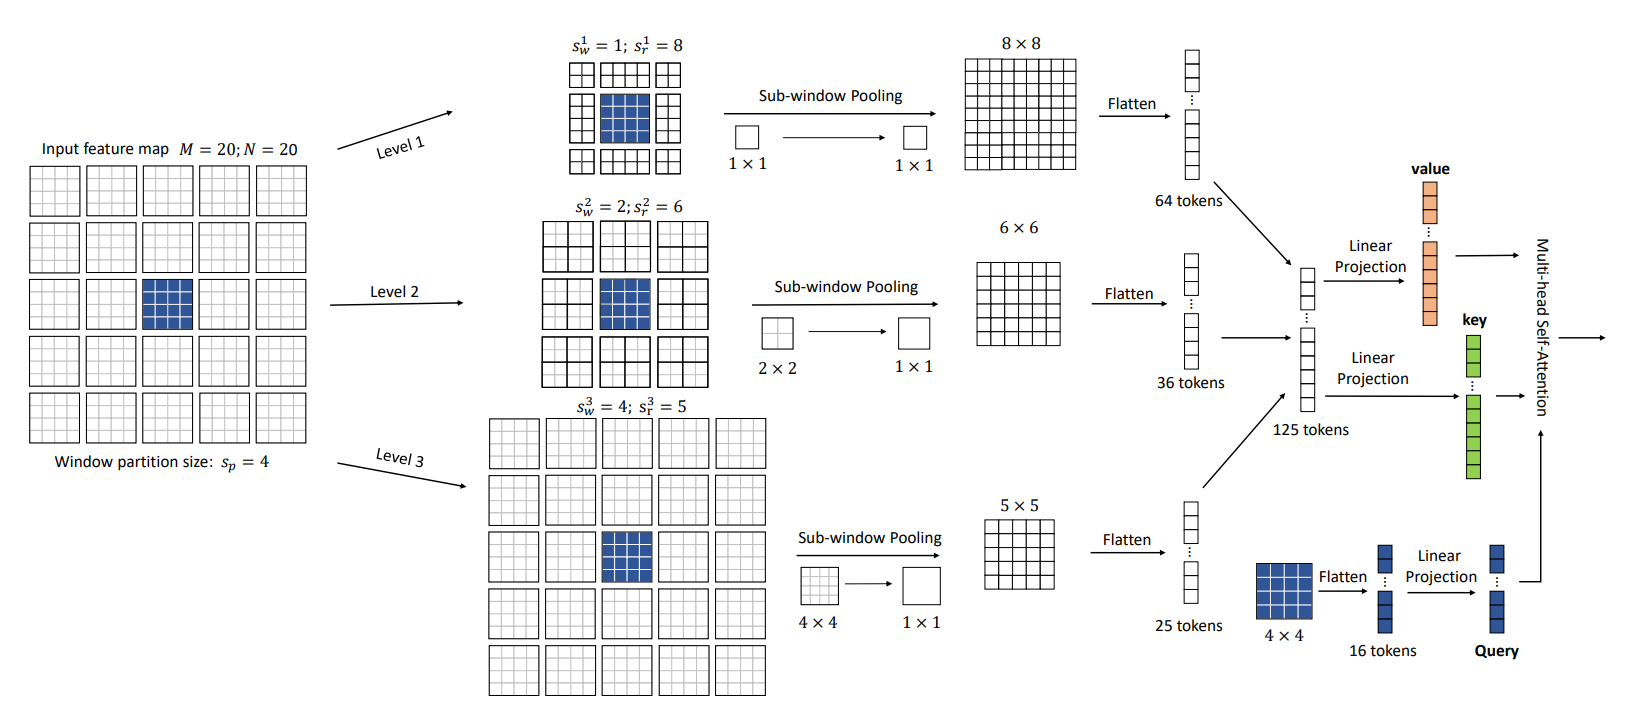 Input feature map M = 20; N = 20
Window partition size: s_p = 4
Level 1
Level 2
Level 3
s_w^1 = 1; s_r^1 = 8
Sub-window Pooling
1 × 1
1 × 1
8 × 8
Flatten
64 tokens
s_w^2 = 2; s_r^2 = 6
Sub-window Pooling
2 × 2
1 × 1
6 × 6
Flatten
36 tokens
s_w^3 = 4; s_r^3 = 5
Sub-window Pooling
4 × 4
1 × 1
5 × 5
Flatten
25 tokens
125 tokens
Linear
Projection
value
Linear
Projection
key
4 × 4
Flatten
16 tokens
Linear
Projection
Query
Multi-head Self-Attention